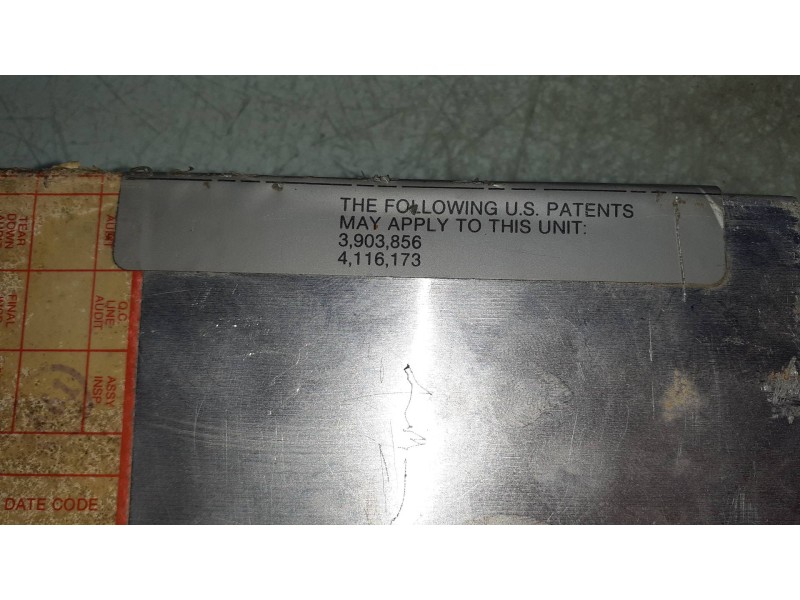 THE FOLLOWING U.S. PATENTS
MAY APPLY TO THIS UNIT:
3,903,856
4,116,173
AUDIT
TEAR
DOWN
Q.C.
LINE
AUDIT
FINAL
ASSY
INSP
DATE CODE